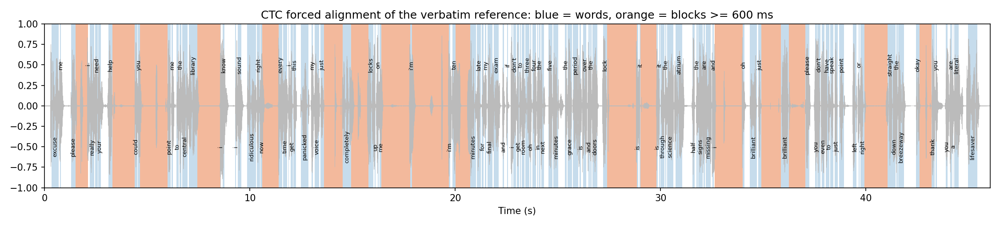 CTC forced alignment of the verbatim reference: blue = words, orange = blocks >= 600 ms
1.00
0.75
0.50
0.25
0.00
−0.25
−0.50
−0.75
−1.00
excuse me please i really need your help could you point me to the central library i know i sound ridiculous right now every time i get this panicked my voice just completely locks up on me i'm i'm ten minutes late for my final exam and if i don't get to room three oh four in the next five minutes the grace period is over and the doors lock is it is it through the science atrium half the signs are missing and i oh brilliant just brilliant please you don't even have to speak just point left or right straight down the breezeway okay thank you you are a literal lifesaver
0 10 20 30 40
Time (s)